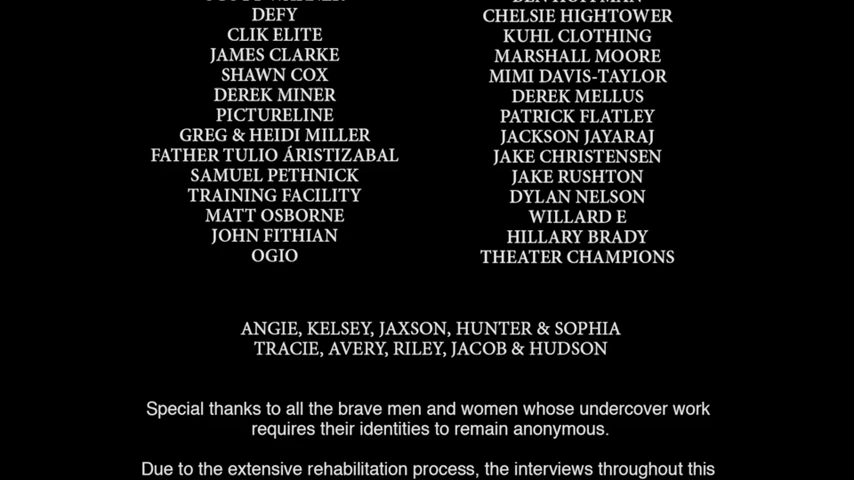 DEFY
CLIK ELITE
JAMES CLARKE
SHAWN COX
DEREK MINER
PICTURELINE
GREG & HEIDI MILLER
FATHER TULIO ÁRISTIZABAL
SAMUEL PETHNICK
TRAINING FACILITY
MATT OSBORNE
JOHN FITHIAN
OGIO
CHELSIE HIGHTOWER
KUHL CLOTHING
MARSHALL MOORE
MIMI DAVIS-TAYLOR
DEREK MELLUS
PATRICK FLATLEY
JACKSON JAYARAJ
JAKE CHRISTENSEN
JAKE RUSHTON
DYLAN NELSON
WILLARD E
HILLARY BRADY
THEATER CHAMPIONS
ANGIE, KELSEY, JAXSON, HUNTER & SOPHIA
TRACIE, AVERY, RILEY, JACOB & HUDSON
Special thanks to all the brave men and women whose undercover work
requires their identities to remain anonymous.
Due to the extensive rehabilitation process, the interviews throughout this